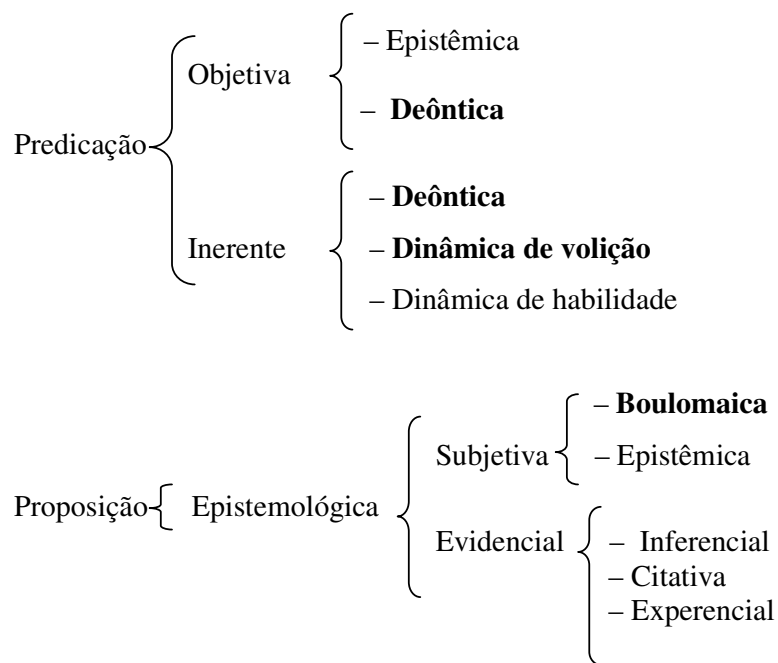 – Epistêmica
Objetiva
– Deôntica
Predicação
– Deôntica
Inerente – Dinâmica de volição
– Dinâmica de habilidade
– Boulomaica
Subjetiva – Epistêmica
Proposição Epistemológica
Evidencial – Inferencial
– Citativa
– Experencial